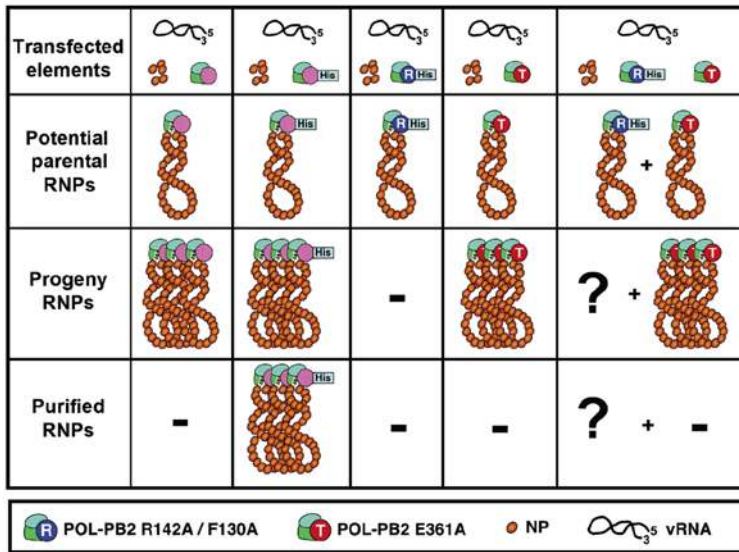 Transfected
elements
3 5
3 5
3 5
3 5
3 5
His
R His
T
R His
T
Potential
parental
RNPs
His
R His
T
R His + T
Progeny
RNPs
His
-
T
? + T
Purified
RNPs
-
His
-
-
? + -
R POL-PB2 R142A / F130A T POL-PB2 E361A NP 3 5 vRNA